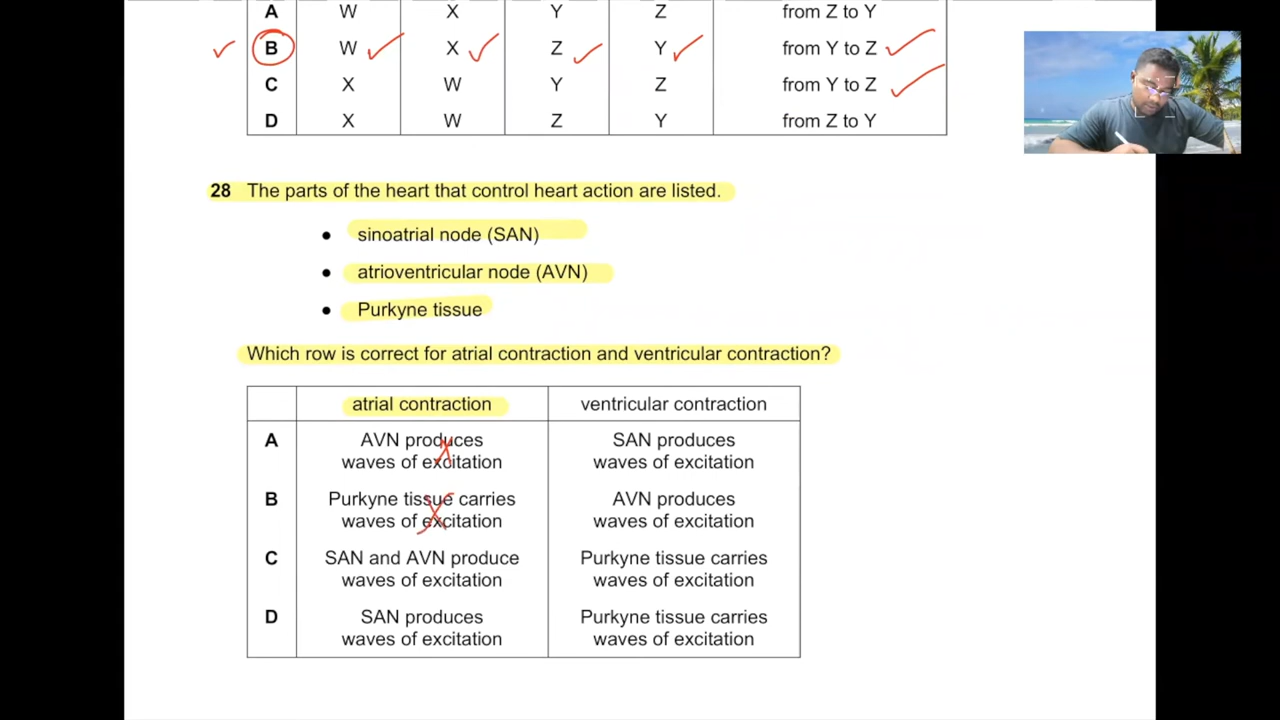 A W X Y Z from Z to Y
B W X Z Y from Y to Z
C X W Y Z from Y to Z
D X W Z Y from Z to Y
28 The parts of the heart that control heart action are listed.
• sinoatrial node (SAN)
• atrioventricular node (AVN)
• Purkyne tissue
Which row is correct for atrial contraction and ventricular contraction?
atrial contraction ventricular contraction
A AVN produces waves of excitation SAN produces waves of excitation
B Purkyne tissue carries waves of excitation AVN produces waves of excitation
C SAN and AVN produce waves of excitation Purkyne tissue carries waves of excitation
D SAN produces waves of excitation Purkyne tissue carries waves of excitation